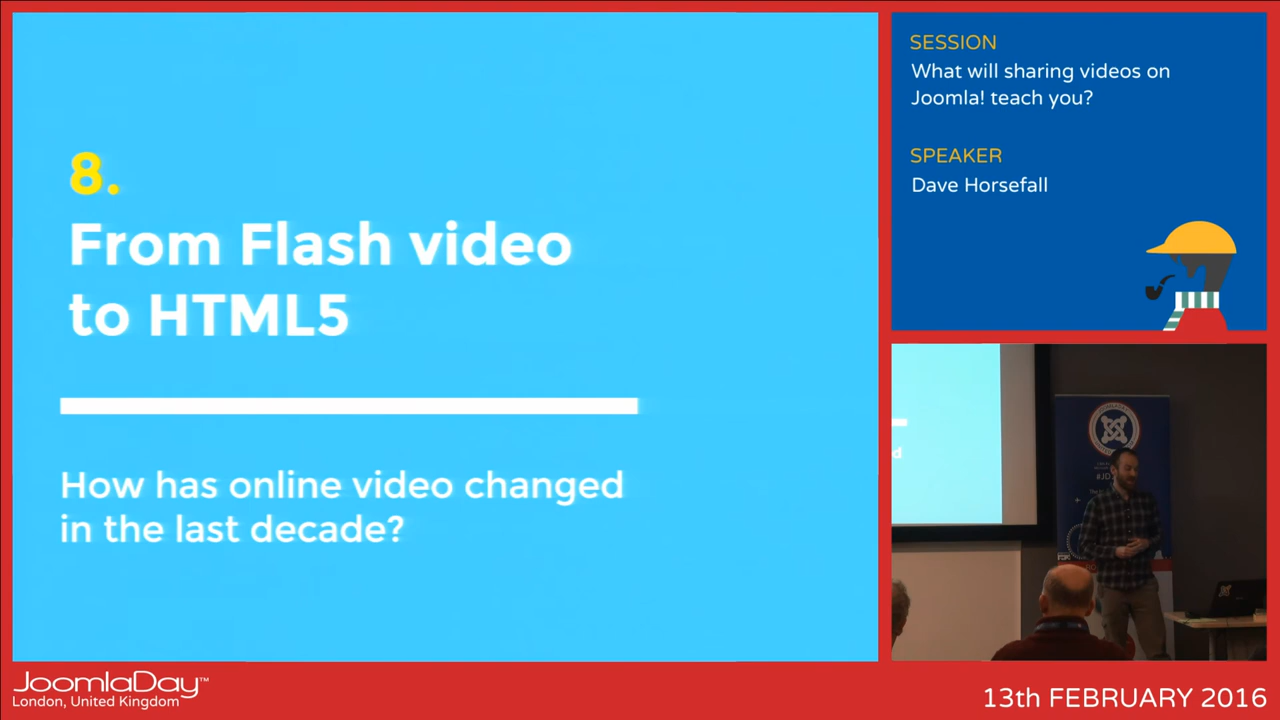 8.
From Flash video
to HTML5
How has online video changed
in the last decade?
SESSION
What will sharing videos on
Joomla! teach you?
SPEAKER
Dave Horsefall
#JD
JoomlaDay™
London, United Kingdom
13th FEBRUARY 2016